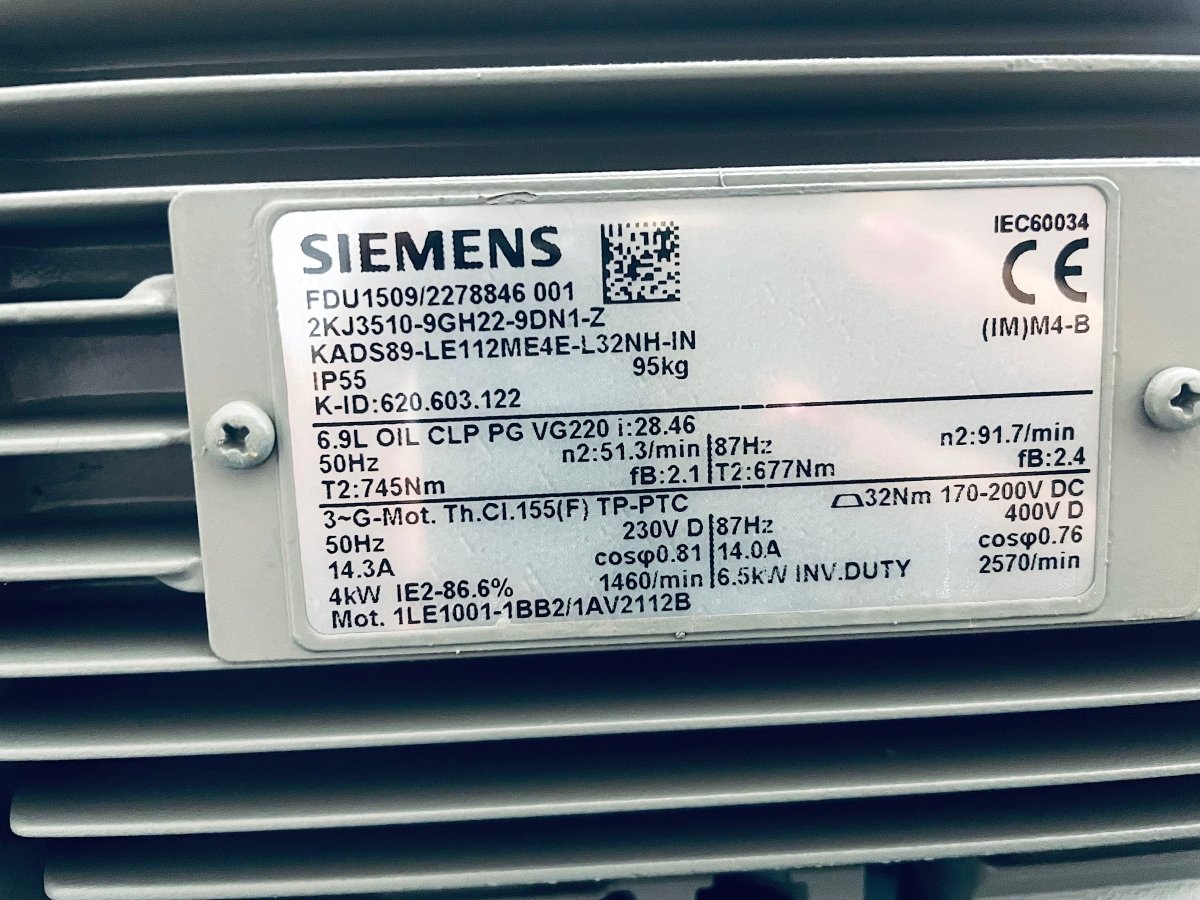 SIEMENS
IEC60034
CE
FDU1509/2278846 001
2KJ3510-9GH22-9DN1-Z
(IM)M4-B
KADS89-LE112ME4E-L32NH-IN
IP55 95kg
K-ID:620.603.122
6.9L OIL CLP PG VG220 i:28.46
50Hz n2:51.3/min 87Hz n2:91.7/min
T2:745Nm fB:2.1 T2:677Nm fB:2.4
3~G-Mot. Th.Cl.155(F) TP-PTC 32Nm 170-200V DC
50Hz 230V D 87Hz 400V D
14.3A cosφ0.81 14.0A cosφ0.76
4kW IE2-86.6% 1460/min 6.5kW INV.DUTY 2570/min
Mot. 1LE1001-1BB2/1AV2112B